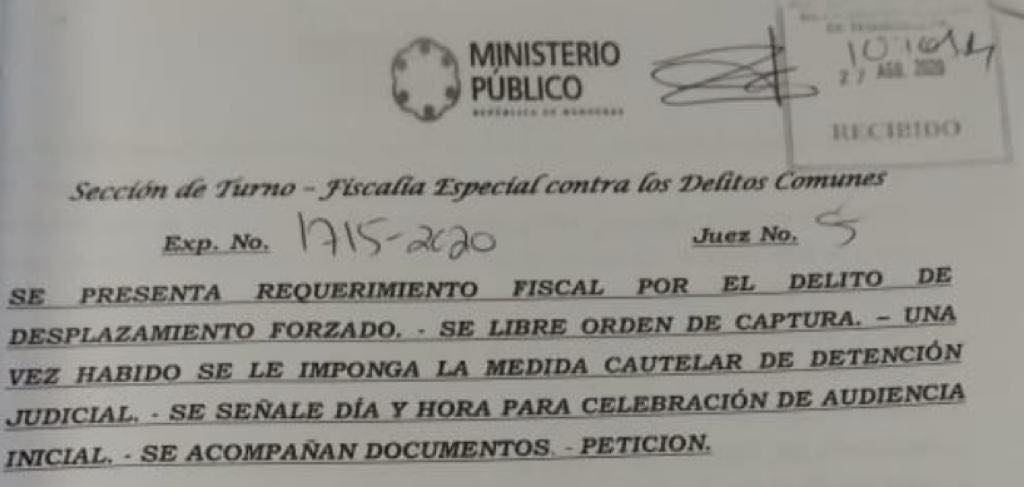 MINISTERIO
PÚBLICO
REPÚBLICA DE HONDURAS
27 AGO. 2020
RECIBIDO
Sección de Turno – Fiscalía Especial contra los Delitos Comunes
Exp. No. 1715-2020 Juez No. 5
SE PRESENTA REQUERIMIENTO FISCAL POR EL DELITO DE
DESPLAZAMIENTO FORZADO. - SE LIBRE ORDEN DE CAPTURA. – UNA
VEZ HABIDO SE LE IMPONGA LA MEDIDA CAUTELAR DE DETENCIÓN
JUDICIAL. - SE SEÑALE DÍA Y HORA PARA CELEBRACIÓN DE AUDIENCIA
INICIAL. - SE ACOMPAÑAN DOCUMENTOS. - PETICION.